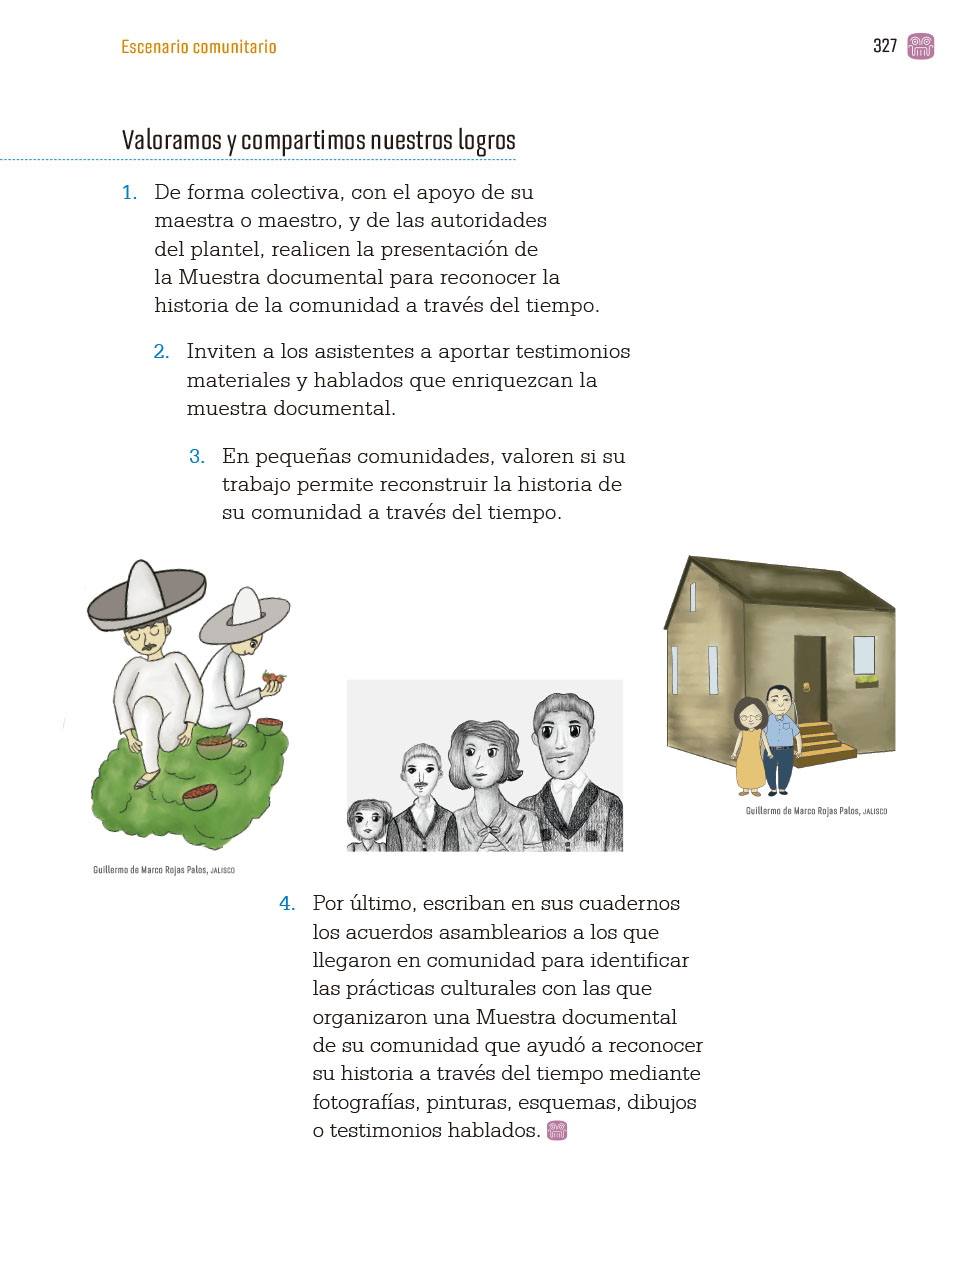 Escenario comunitario
327
Valoramos y compartimos nuestros logros
1. De forma colectiva, con el apoyo de su
maestra o maestro, y de las autoridades
del plantel, realicen la presentación de
la Muestra documental para reconocer la
historia de la comunidad a través del tiempo.
2. Inviten a los asistentes a aportar testimonios
materiales y hablados que enriquezcan la
muestra documental.
3. En pequeñas comunidades, valoren si su
trabajo permite reconstruir la historia de
su comunidad a través del tiempo.
Guillermo de Marco Rojas Palos, JALISCO
Guillermo de Marco Rojas Palos, JALISCO
4. Por último, escriban en sus cuadernos
los acuerdos asamblearios a los que
llegaron en comunidad para identificar
las prácticas culturales con las que
organizaron una Muestra documental
de su comunidad que ayudó a reconocer
su historia a través del tiempo mediante
fotografías, pinturas, esquemas, dibujos
o testimonios hablados.